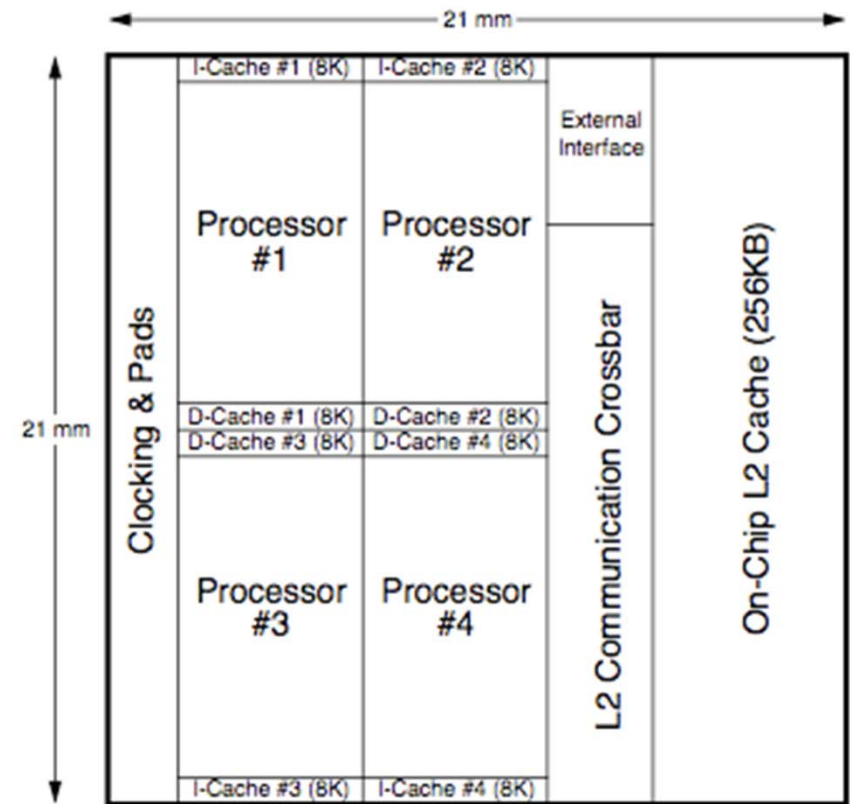 21 mm
I-Cache #1 (8K)
I-Cache #2 (8K)
External
Interface
Processor
#1
Processor
#2
Clocking & Pads
21 mm
D-Cache #1 (8K)
D-Cache #2 (8K)
D-Cache #3 (8K)
D-Cache #4 (8K)
L2 Communication Crossbar
On-Chip L2 Cache (256KB)
Processor
#3
Processor
#4
I-Cache #3 (8K)
I-Cache #4 (8K)